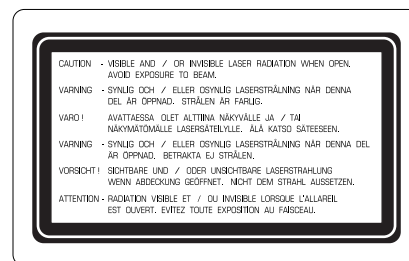 CAUTION - VISIBLE AND / OR INVISIBLE LASER RADIATION WHEN OPEN.
AVOID EXPOSURE TO BEAM.
VARNING - SYNLIG OCH / ELLER OSYNLIG LASERSTRÅLNING NÄR DENNA
DEL ÄR ÖPPNAD. STRÅLEN ÄR FARLIG.
VARO ! AVATTAESSA OLET ALTTIINA NÄKYVÄLLE JA / TAI
NÄKYMÄTÖMÄLLE LASERSÄTEILYLLE. ÄLÄ KATSO SÄTEESEEN.
VARNING - SYNLIG OCH / ELLER OSYNLIG LASERSTRÅLNING NÄR DENNA DEL
ÄR ÖPPNAD. BETRAKTA EJ STRÅLEN.
VORSICHT ! SICHTBARE UND / ODER UNSICHTBARE LASERSTRAHLUNG
WENN ABDECKUNG GEÖFFNET. NICHT DEM STRAHL AUSSETZEN.
ATTENTION - RADIATION VISIBLE ET / OU INVISIBLE LORSQUE L'ALLAREIL
EST OUVERT. EVITEZ TOUTE EXPOSITION AU FAISCEAU.